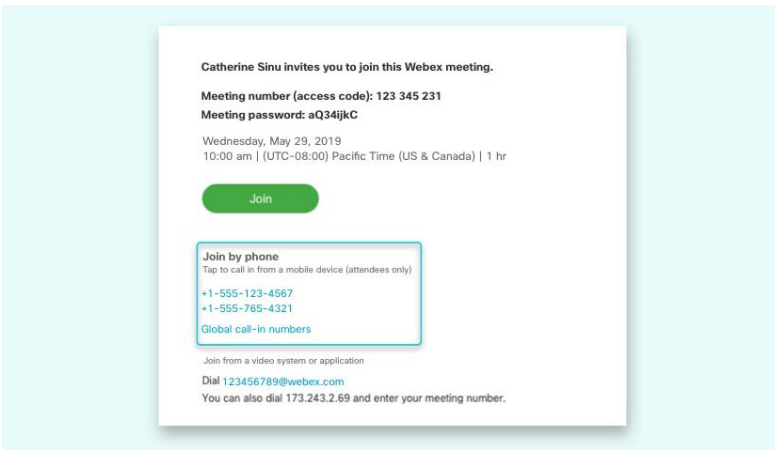 Catherine Sinu invites you to join this Webex meeting.
Meeting number (access code): 123 345 231
Meeting password: aQ34ijkC
Wednesday, May 29, 2019
10:00 am | (UTC-08:00) Pacific Time (US & Canada) | 1 hr
Join
Join by phone
Tap to call in from a mobile device (attendees only)
+1-555-123-4567
+1-555-765-4321
Global call-in numbers
Join from a video system or application
Dial 123456789@webex.com
You can also dial 173.243.2.69 and enter your meeting number.